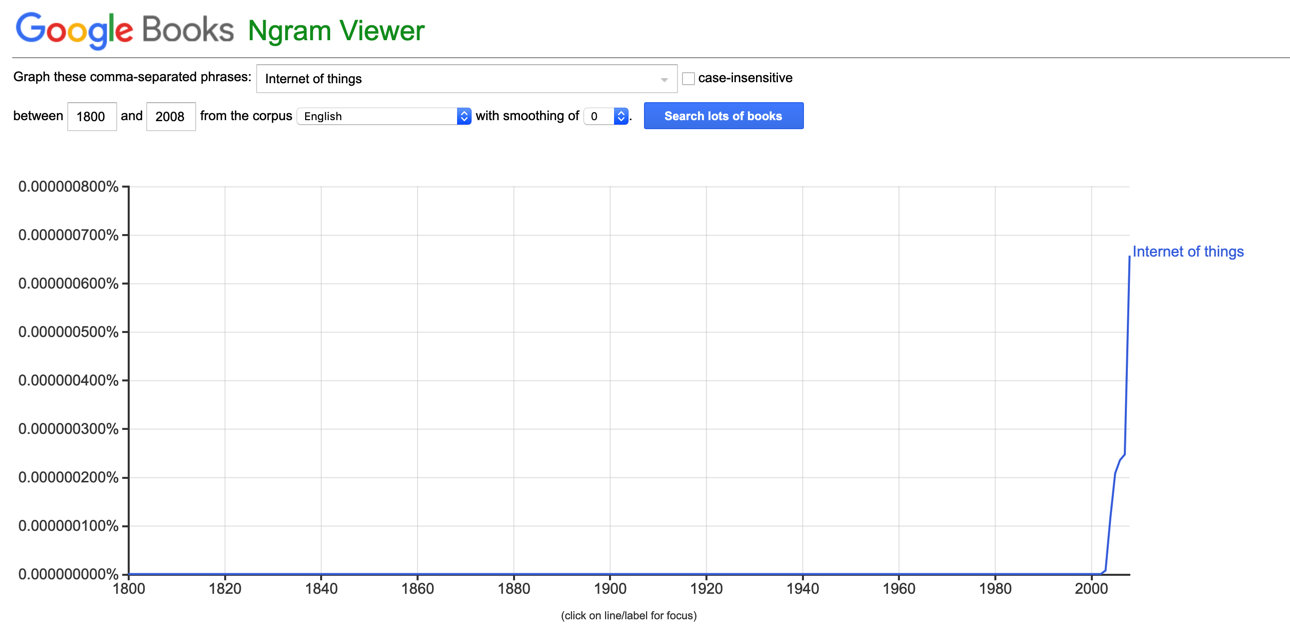 Google Books Ngram Viewer
Graph these comma-separated phrases: Internet of things case-insensitive
between 1800 and 2008 from the corpus English with smoothing of 0 . Search lots of books
0.000000800%
0.000000700%
Internet of things
0.000000600%
0.000000500%
0.000000400%
0.000000300%
0.000000200%
0.000000100%
0.000000000%
1800 1820 1840 1860 1880 1900 1920 1940 1960 1980 2000
(click on line/label for focus)